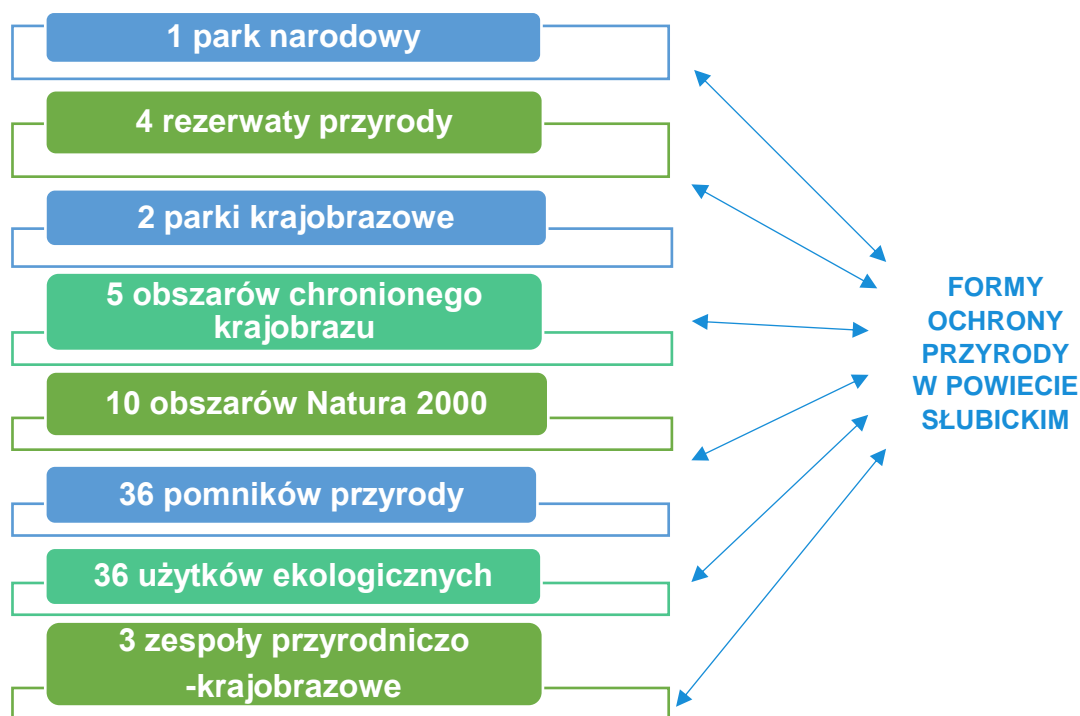 1 park narodowy
4 rezerwaty przyrody
2 parki krajobrazowe
5 obszarów chronionego
krajobrazu
10 obszarów Natura 2000
36 pomników przyrody
36 użytków ekologicznych
3 zespoły przyrodniczo
-krajobrazowe
FORMY
OCHRONY
PRZYRODY
W POWIECIE
SŁUBICKIM